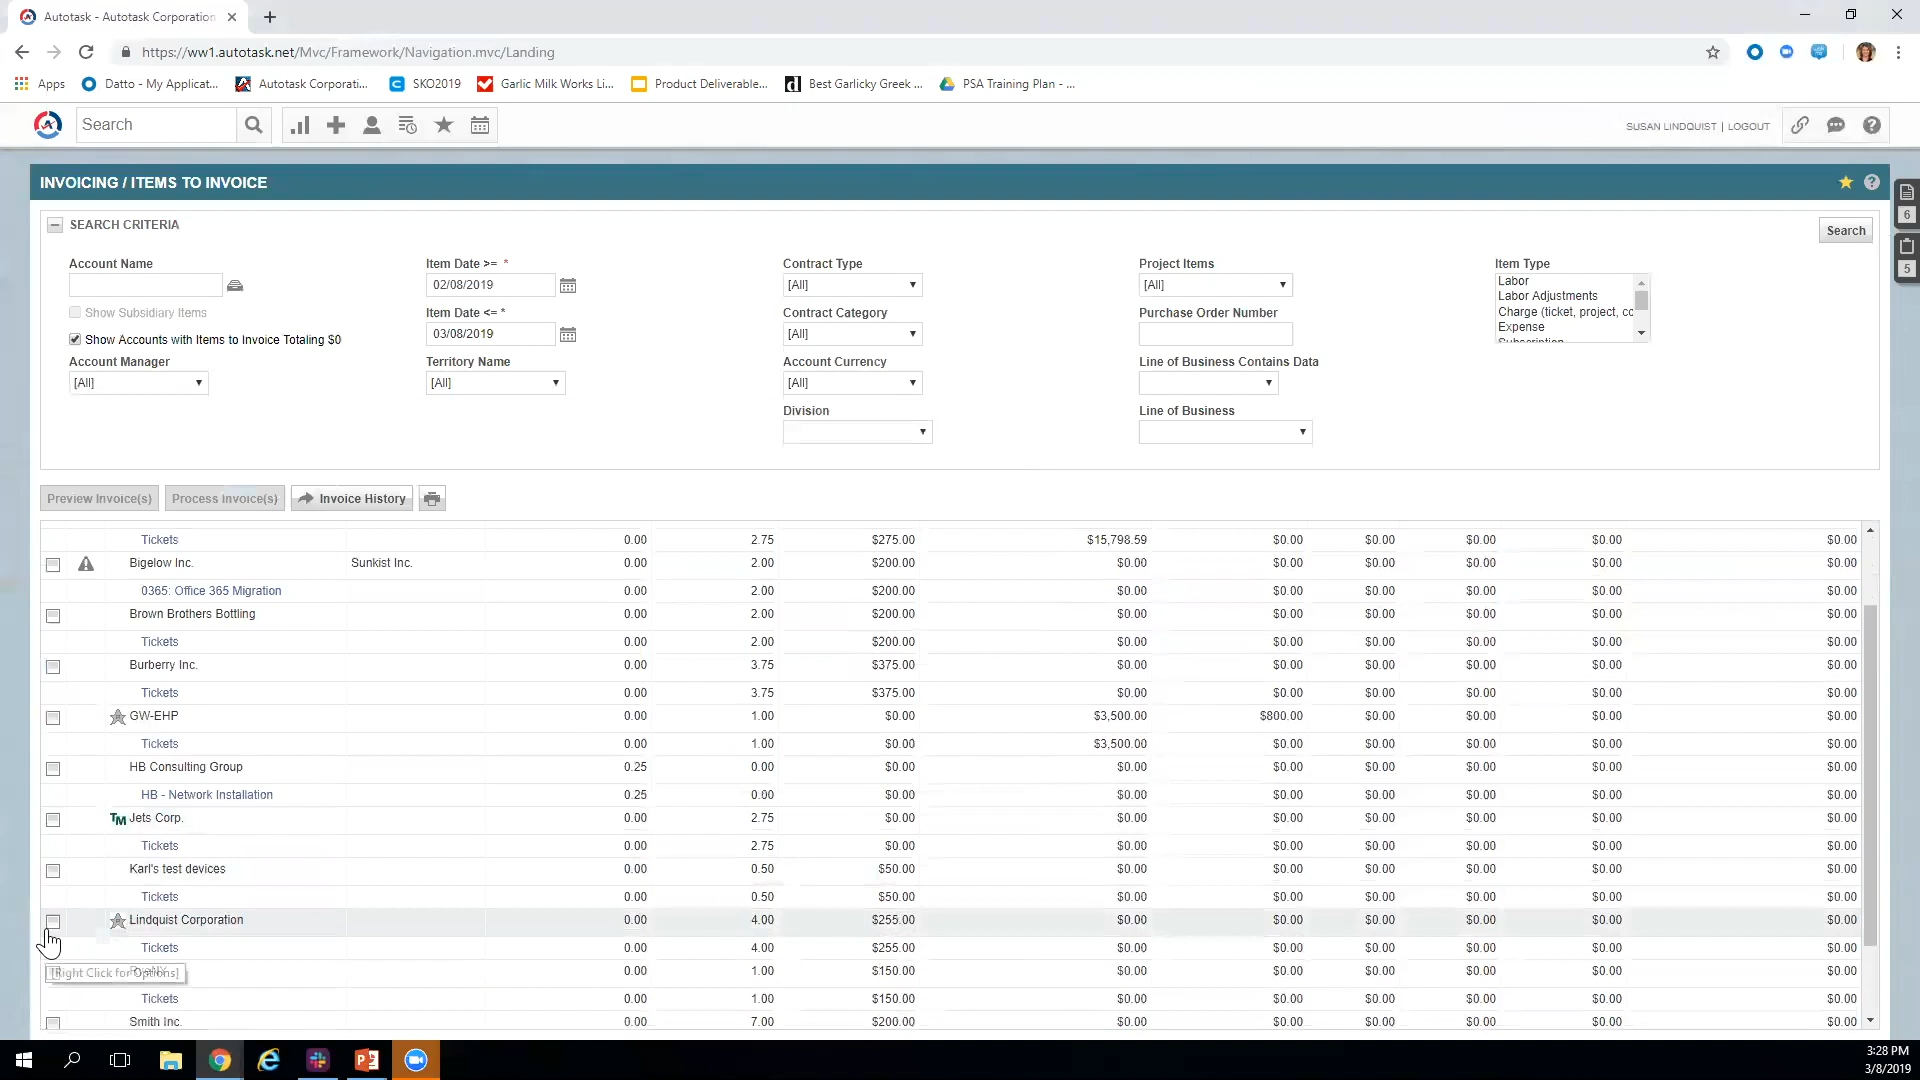 Autotask - Autotask Corporation
https://ww1.autotask.net/Mvc/Framework/Navigation.mvc/Landing
Apps Datto - My Applicat... Autotask Corporati... SKO2019 Garlic Milk Works Li... Product Deliverable... Best Garlicky Greek ... PSA Training Plan - ...
Search SUSAN LINDQUIST | LOGOUT
INVOICING / ITEMS TO INVOICE
6
5
SEARCH CRITERIA Search
Account Name Item Date >= * Contract Type Project Items Item Type
02/08/2019 [All] [All] Labor
Labor Adjustments
Show Subsidiary Items Item Date <= * Contract Category Purchase Order Number Charge (ticket, project, cc
Show Accounts with Items to Invoice Totaling $0 03/08/2019 [All] Expense
Subscription
Account Manager Territory Name Account Currency Line of Business Contains Data
[All] [All] [All]
Division Line of Business
Preview Invoice(s) Process Invoice(s) Invoice History
Tickets 0.00 2.75 $275.00 $15,798.59 $0.00 $0.00 $0.00 $0.00 $0.00
Bigelow Inc. Sunkist Inc. 0.00 2.00 $200.00 $0.00 $0.00 $0.00 $0.00 $0.00 $0.00
0365: Office 365 Migration 0.00 2.00 $200.00 $0.00 $0.00 $0.00 $0.00 $0.00 $0.00
Brown Brothers Bottling 0.00 2.00 $200.00 $0.00 $0.00 $0.00 $0.00 $0.00 $0.00
Tickets 0.00 2.00 $200.00 $0.00 $0.00 $0.00 $0.00 $0.00 $0.00
Burberry Inc. 0.00 3.75 $375.00 $0.00 $0.00 $0.00 $0.00 $0.00 $0.00
Tickets 0.00 3.75 $375.00 $0.00 $0.00 $0.00 $0.00 $0.00 $0.00
GW-EHP 0.00 1.00 $0.00 $3,500.00 $800.00 $0.00 $0.00 $0.00 $0.00
Tickets 0.00 1.00 $0.00 $3,500.00 $0.00 $0.00 $0.00 $0.00 $0.00
HB Consulting Group 0.25 0.00 $0.00 $0.00 $0.00 $0.00 $0.00 $0.00 $0.00
HB - Network Installation 0.25 0.00 $0.00 $0.00 $0.00 $0.00 $0.00 $0.00 $0.00
TM Jets Corp. 0.00 2.75 $0.00 $0.00 $0.00 $0.00 $0.00 $0.00 $0.00
Tickets 0.00 2.75 $0.00 $0.00 $0.00 $0.00 $0.00 $0.00 $0.00
Karl's test devices 0.00 0.50 $50.00 $0.00 $0.00 $0.00 $0.00 $0.00 $0.00
Tickets 0.00 0.50 $50.00 $0.00 $0.00 $0.00 $0.00 $0.00 $0.00
Lindquist Corporation 0.00 4.00 $255.00 $0.00 $0.00 $0.00 $0.00 $0.00 $0.00
Tickets 0.00 4.00 $255.00 $0.00 $0.00 $0.00 $0.00 $0.00 $0.00
[Right Click for Options] 0.00 1.00 $150.00 $0.00 $0.00 $0.00 $0.00 $0.00 $0.00
Tickets 0.00 1.00 $150.00 $0.00 $0.00 $0.00 $0.00 $0.00 $0.00
Smith Inc. 0.00 7.00 $200.00 $0.00 $0.00 $0.00 $0.00 $0.00 $0.00
3:28 PM
3/8/2019